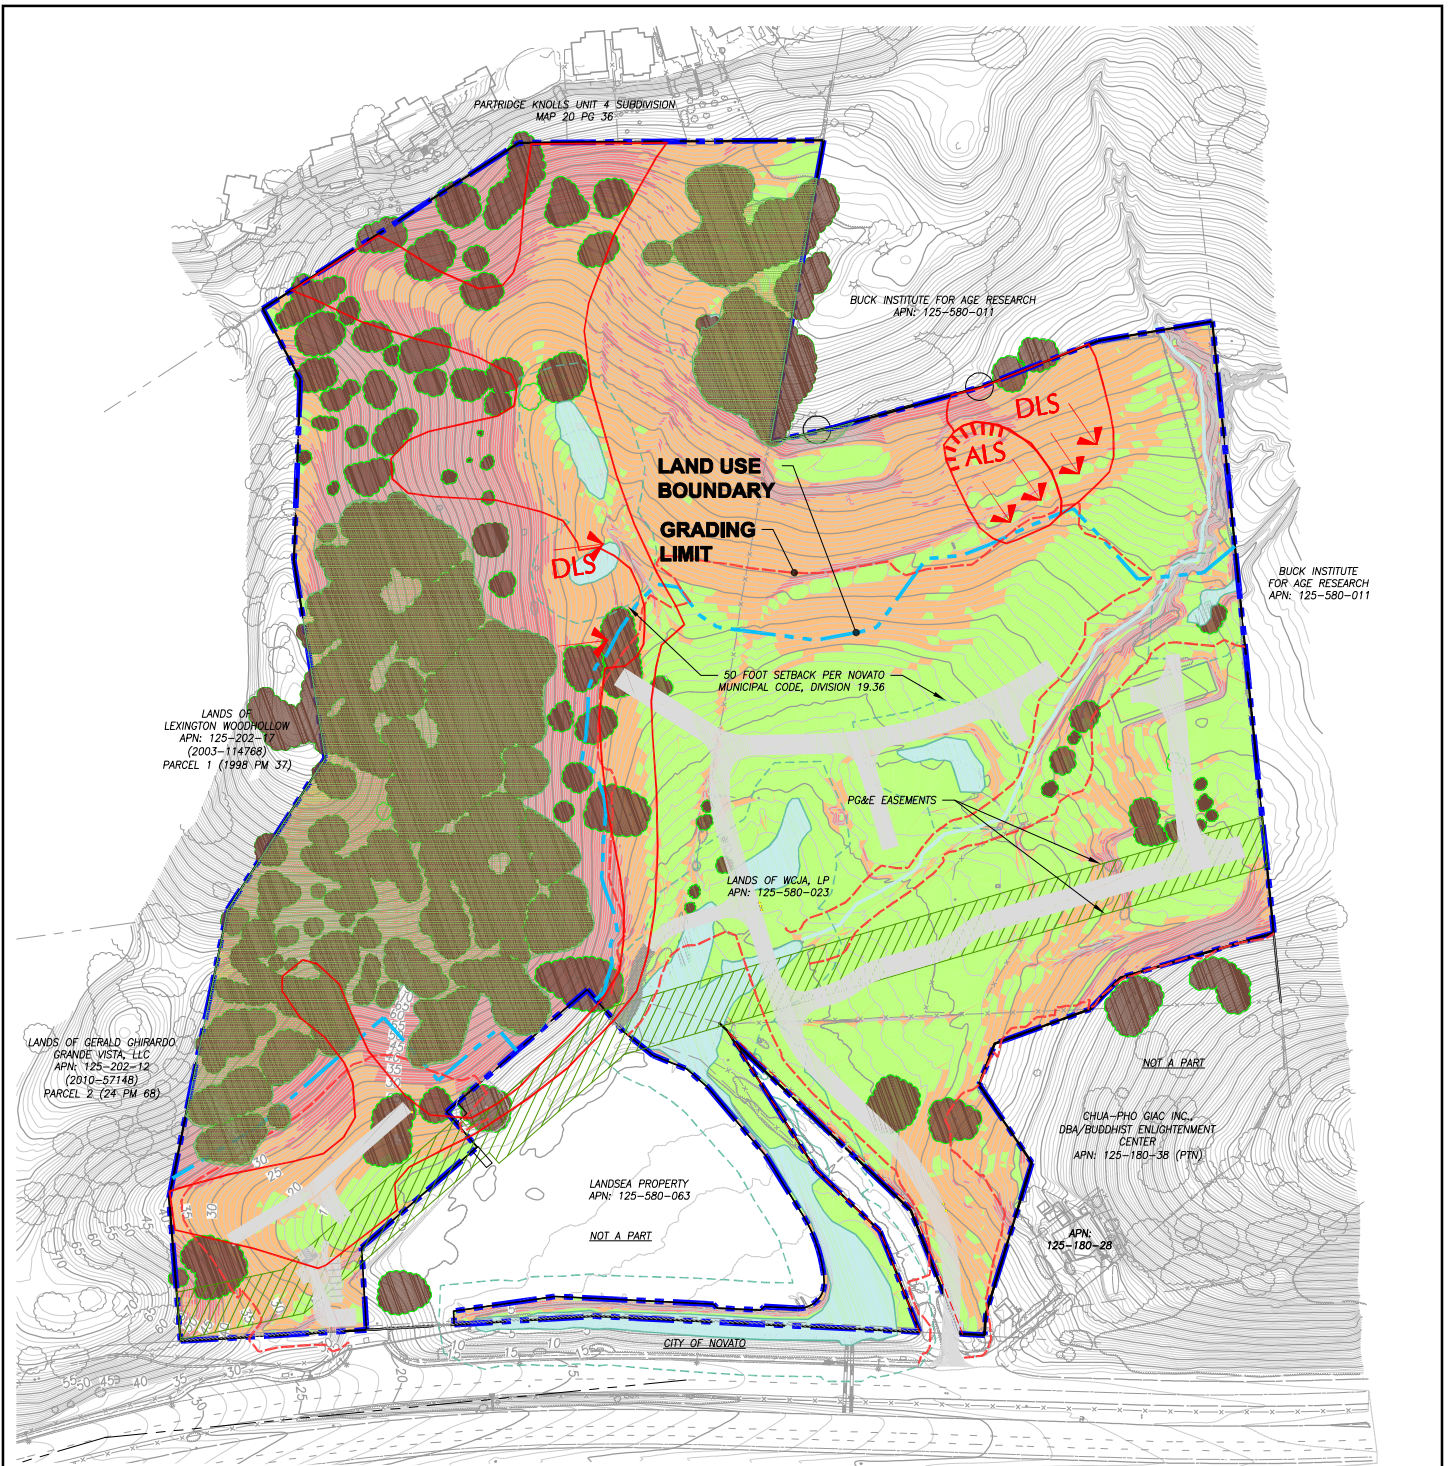 PARTRIDGE KNOLLS UNIT 4 SUBDIVISION
MAP 20 PG 36
BUCK INSTITUTE FOR AGE RESEARCH
APN: 125-580-011
DLS
ALS
LAND USE
BOUNDARY
GRADING
LIMIT
DLS
BUCK INSTITUTE
FOR AGE RESEARCH
APN: 125-580-011
50 FOOT SETBACK PER NOVATO
MUNICIPAL CODE, DIVISION 19.36
LANDS OF
LEXINGTON WOODHOLLOW
APN: 125-202-17
(2003-114768)
PARCEL 1 (1998 PM 37)
PG&E EASEMENTS
LANDS OF WCJA, LP
APN: 125-580-023
LANDS OF GERALD GHIRARDO
GRANDE VISTA, LLC
APN: 125-202-12
(2010-57148)
PARCEL 2 (24 PM 68)
NOT A PART
CHUA-PHO GIAC INC.,
DBA/BUDDHIST ENLIGHTENMENT
CENTER
APN: 125-180-38 (PTN)
LANDSEA PROPERTY
APN: 125-580-063
NOT A PART
APN:
125-180-28
CITY OF NOVATO